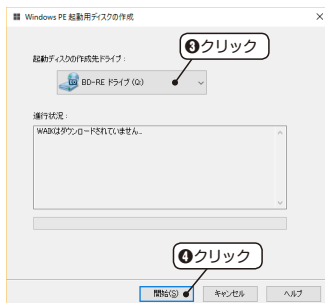 Windows PE 起動用ディスクの作成
❸クリック
起動ディスクの作成先ドライブ:
BD-RE ドライブ (Q:)
進行状況:
WAIKはダウンロードされていません。
❹クリック
開始(S)
キャンセル
ヘルプ